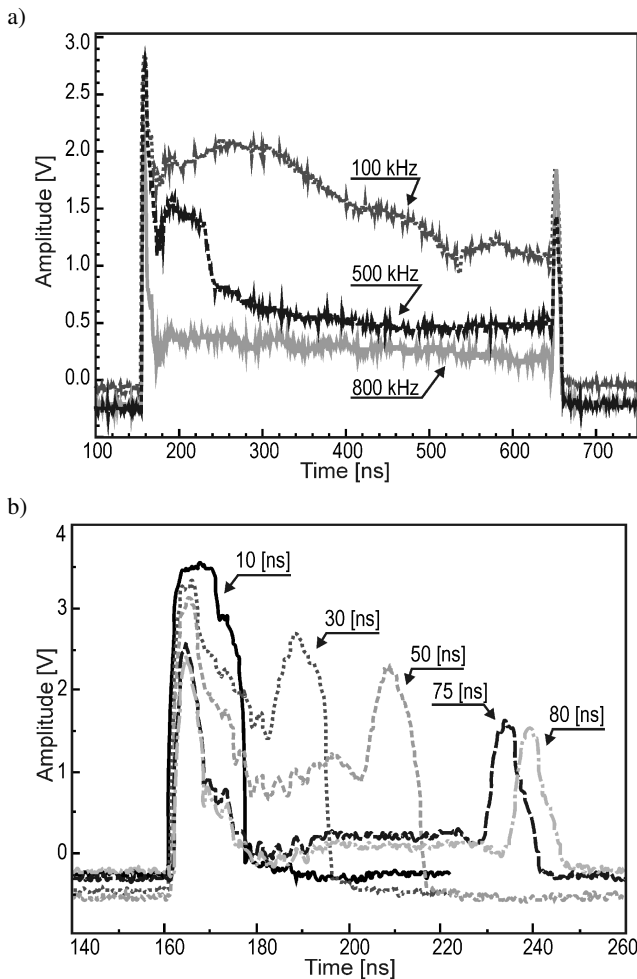 a)
3.0
2.5
2.0
1.5
1.0
0.5
0.0
Amplitude [V]
100 kHz
500 kHz
800 kHz
100 200 300 400 500 600 700
Time [ns]
b)
4
3
2
1
0
Amplitude [V]
10 [ns]
30 [ns]
50 [ns]
75 [ns]
80 [ns]
140 160 180 200 220 240 260
Time [ns]